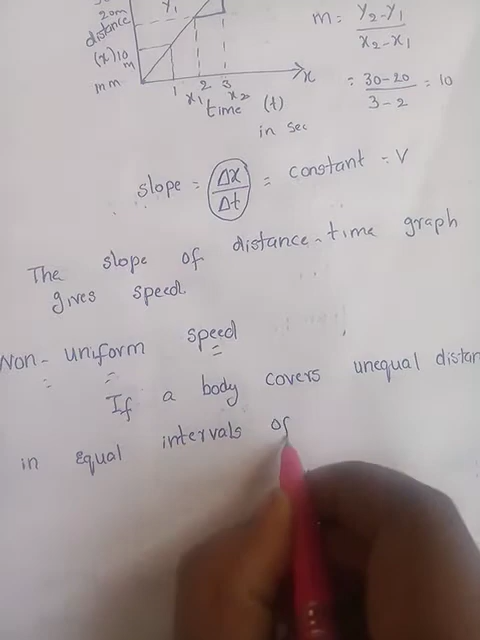 20m
distance
(x) 10
m
m m
y1
1 2 3 x
x1 x2
time (t)
in sec
m = y2-y1 / x2-x1
= 30-20 / 3-2 = 10
slope = Δx / Δt = constant = V
The slope of distance-time graph
gives speed
Non-uniform speed
If a body covers unequal distan
in equal intervals of